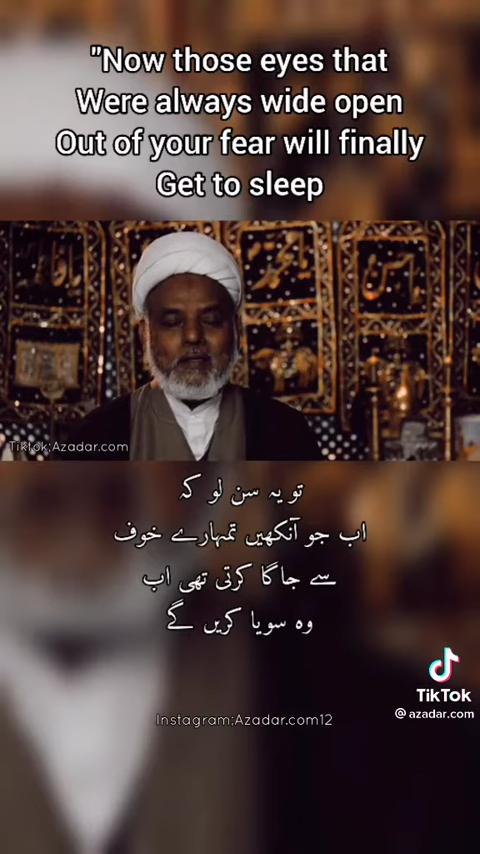 "Now those eyes that
Were always wide open
Out of your fear will finally
Get to sleep
Tiktok;Azadar.com
تو یہ سن لو کہ
اب جو آنکھیں تمہارے خوف
سے جاگا کرتی تھی اب
وہ سویا کریں گے
TikTok
@azadar.com
Instagram;Azadar.com12